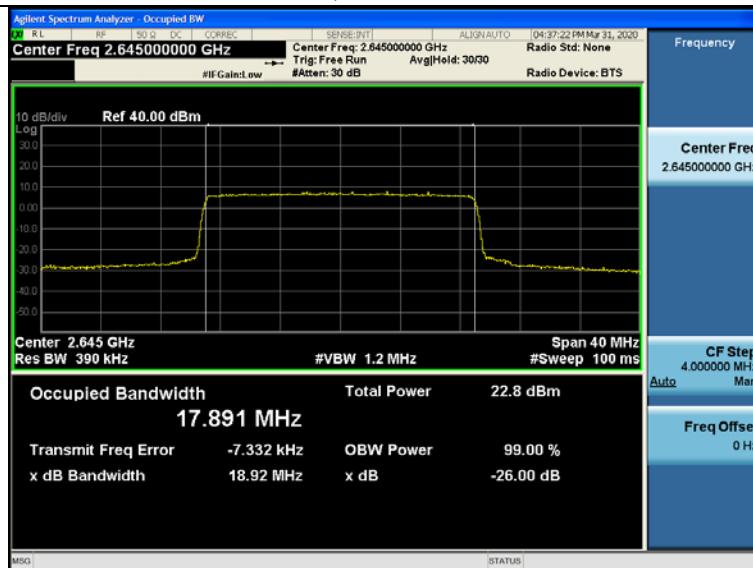 Agilent Spectrum Analyzer - Occupied BW
RL RF 50 Ω DC CORREC SENSE:INT ALIGN AUTO 04:37:22 PM Mar 31, 2020
Center Freq 2.645000000 GHz
Center Freq: 2.645000000 GHz
Radio Std: None
Trig: Free Run Avg|Hold: 30/30
#IFGain:Low
#Atten: 30 dB
Radio Device: BTS
10 dB/div Ref 40.00 dBm
Log
30.0
20.0
10.0
0.00
-10.0
-20.0
-30.0
-40.0
-50.0
Center 2.645 GHz
Span 40 MHz
Res BW 390 kHz
#VBW 1.2 MHz
#Sweep 100 ms
Occupied Bandwidth
Total Power 22.8 dBm
17.891 MHz
Transmit Freq Error -7.332 kHz
OBW Power 99.00 %
x dB Bandwidth 18.92 MHz
x dB -26.00 dB
MSG
STATUS
Frequency
Center Fre
2.645000000 GH
CF Step
4.000000 MH
Auto Ma
Freq Offse
0 H